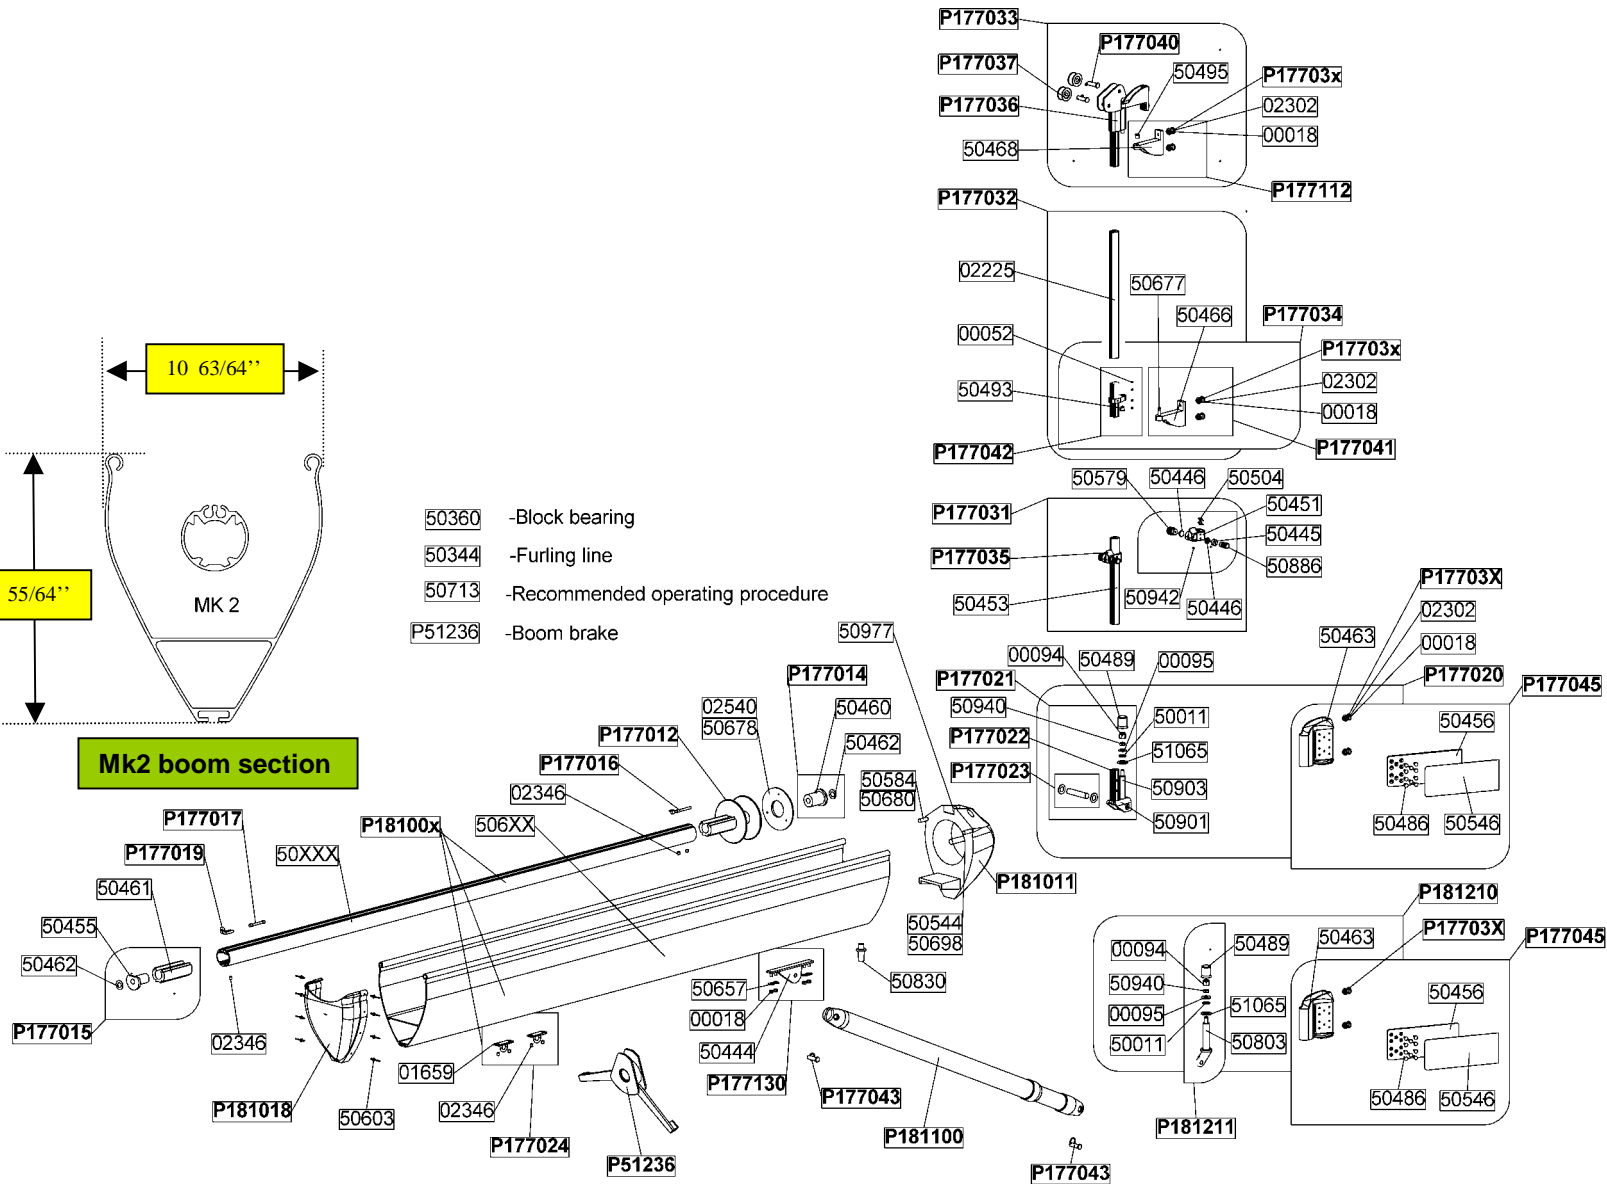 P177033
P177040
P177037
50495
P17703x
P177036
02302
00018
50468
P177112
P177032
02225
50677
50466
P177034
00052
P17703x
50493
02302
00018
P177042
P177041
50579
50446
50504
50451
P177031
50445
P177035
50886
50453
50942
50446
10 63/64’’
55/64’’
MK 2
Mk2 boom section
50360 -Block bearing
50344 -Furling line
50713 -Recommended operating procedure
P51236 -Boom brake
50977
P177014
02540
50678
50460
P177012
50462
P177016
02346
50584
50680
P18100x
506XX
P177017
P177019
50XXX
50461
50455
50462
P177015
02346
P181018
50603
01659
02346
P177024
P51236
50657
00018
50444
P177130
50830
P181011
50544
50698
P177043
P181100
P177043
00094
50489
00095
P177021
50940
50011
P177022
51065
P177023
50903
50901
P17703X
02302
50463
00018
P177020
P177045
50456
50486
50546
P181210
P17703X
50463
P177045
00094
50489
50940
00095
51065
50011
50803
50456
50486
50546
P181211